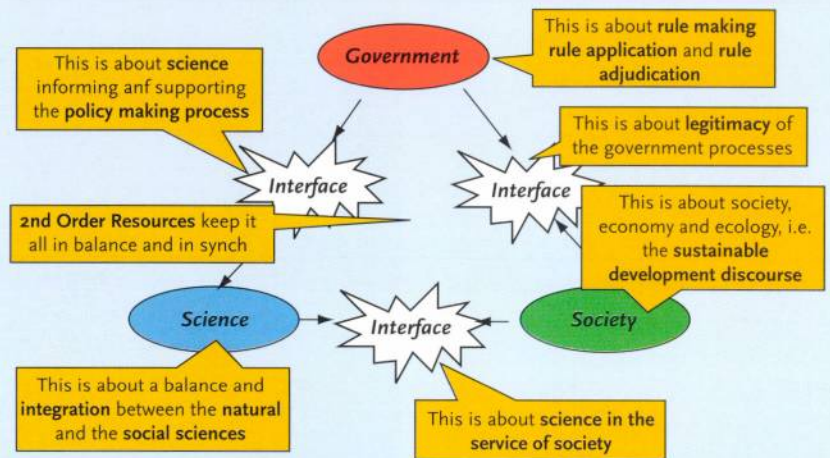 This is about science
informing anf supporting
the policy making process
Government
This is about rule making
rule application and rule
adjudication
This is about legitimacy of
the government processes
Interface
Interface
2nd Order Resources keep it
all in balance and in synch
This is about society,
economy and ecology, i.e.
the sustainable
development discourse
Science
Interface
Society
This is about a balance and
integration between the natural
and the social sciences
This is about science in the
service of society